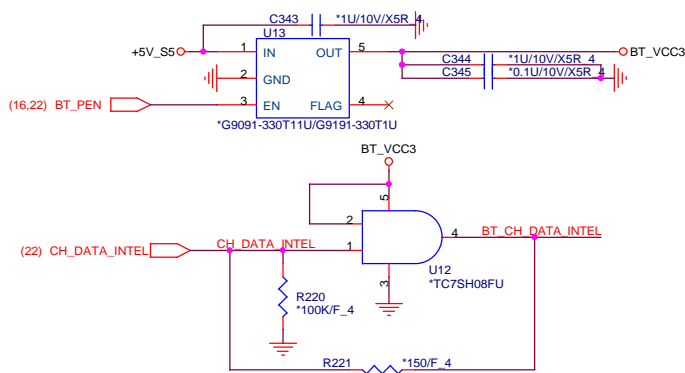 C343 *1U/10V/X5R_4
U13
+5V_S5 1 IN OUT 5 BT_VCC3
C344 *1U/10V/X5R_4
2 GND
C345 *0.1U/10V/X5R_4
(16,22) BT_PEN 3 EN FLAG 4
*G9091-330T11U/G9191-330T1U
BT_VCC3
5
2
4 BT_CH_DATA_INTEL
(22) CH_DATA_INTEL CH_DATA_INTEL 1
U12
3 *TC7SH08FU
R220
*100K/F_4
R221 *150/F_4